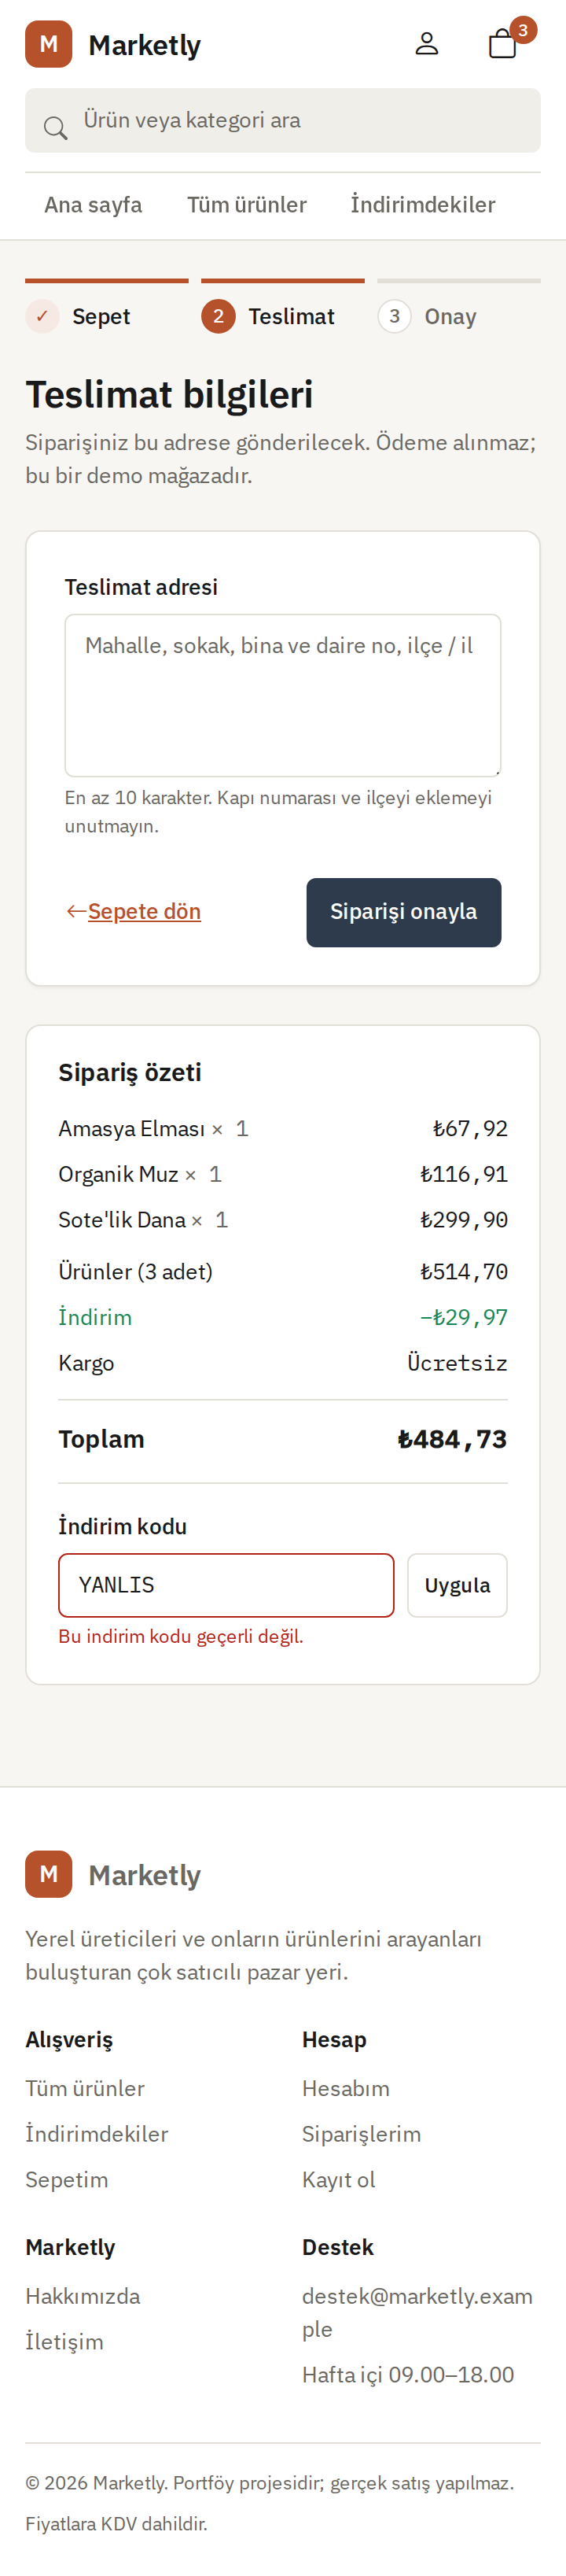 M Marketly 3
Ürün veya kategori ara
Ana sayfa Tüm ürünler İndirimdekiler
✓ Sepet 2 Teslimat 3 Onay
Teslimat bilgileri
Siparişiniz bu adrese gönderilecek. Ödeme alınmaz;
bu bir demo mağazadır.
Teslimat adresi
Mahalle, sokak, bina ve daire no, ilçe / il
En az 10 karakter. Kapı numarası ve ilçeyi eklemeyi
unutmayın.
←Sepete dön Siparişi onayla
Sipariş özeti
Amasya Elması × 1 ₺67,92
Organik Muz × 1 ₺116,91
Sote'lik Dana × 1 ₺299,90
Ürünler (3 adet) ₺514,70
İndirim −₺29,97
Kargo Ücretsiz
Toplam ₺484,73
İndirim kodu
YANLIS Uygula
Bu indirim kodu geçerli değil.
M Marketly
Yerel üreticileri ve onların ürünlerini arayanları
buluşturan çok satıcılı pazar yeri.
Alışveriş Hesap
Tüm ürünler Hesabım
İndirimdekiler Siparişlerim
Sepetim Kayıt ol
Marketly Destek
Hakkımızda destek@marketly.exam
ple
İletişim
Hafta içi 09.00–18.00
© 2026 Marketly. Portföy projesidir; gerçek satış yapılmaz.
Fiyatlara KDV dahildir.